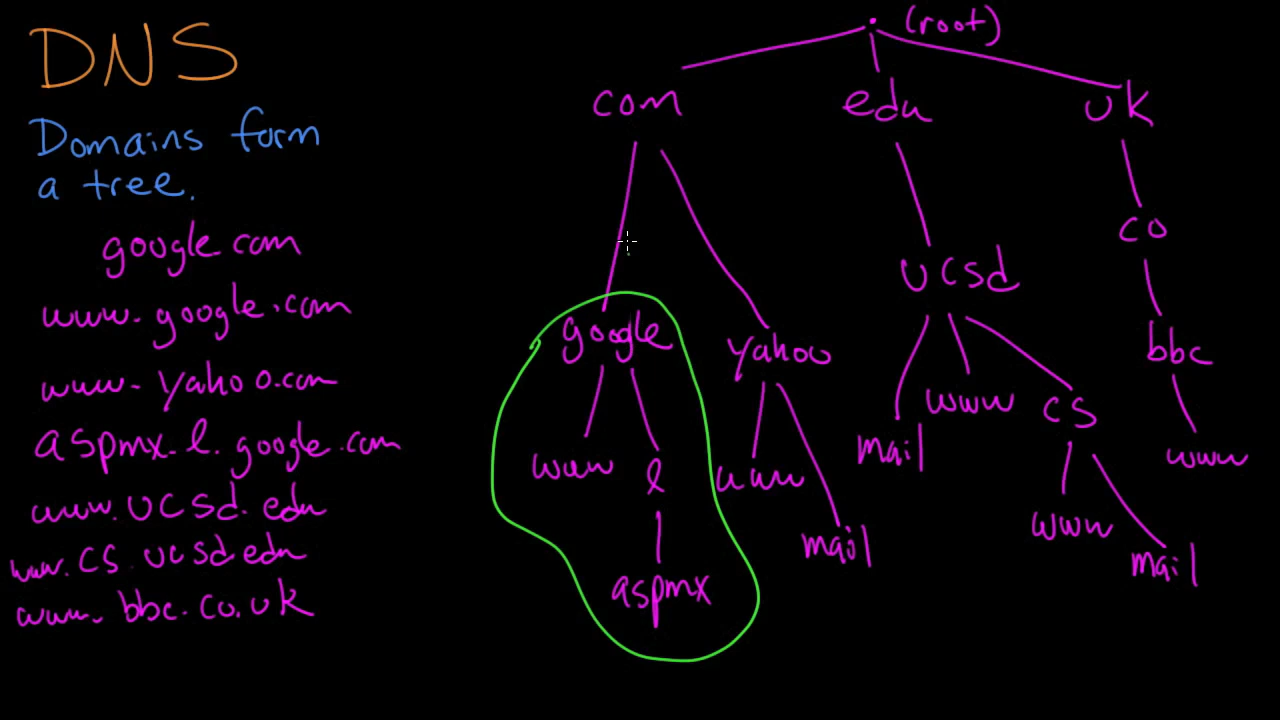 DNS
Domains form
a tree.
google.com
www.google.com
www.yahoo.com
aspmx.l.google.com
www.ucsd.edu
www.cs.ucsd.edu
www.bbc.co.uk
. (root)
com edu uk
co
ucsd
google yahoo bbc
www cs
mail
www l www www
www
mail mail
aspmx